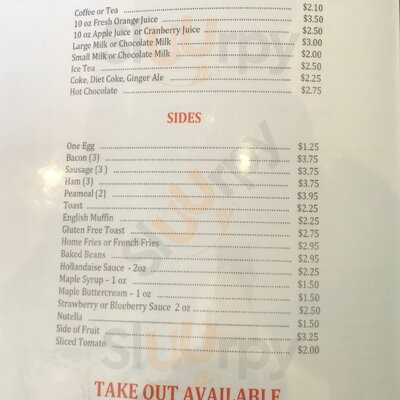 Coffee or Tea $2.10
10 oz Fresh Orange Juice $3.50
10 oz Apple Juice or Cranberry Juice $2.50
Large Milk or Chocolate Milk $3.00
Small Milk or Chocolate Milk $2.00
Ice Tea $2.50
Coke, Diet Coke, Ginger Ale $2.25
Hot Chocolate $2.75
SIDES
One Egg $1.25
Bacon (3) $3.75
Sausage (3 ) $3.75
Ham (3) $3.75
Peameal (2) $3.95
Toast $2.25
English Muffin $2.25
Gluten Free Toast $2.75
Home Fries or French Fries $2.95
Baked Beans $2.95
Hollandaise Sauce - 2oz $2.25
Maple Syrup – 1 oz $1.50
Maple Buttercream – 1 oz $1.50
Strawberry or Blueberry Sauce 2 oz $2.50
Nutella $1.50
Side of Fruit $3.25
Sliced Tomato $2.00
TAKE OUT AVAILABLE
sluurpy
sluurpy
sluurpy